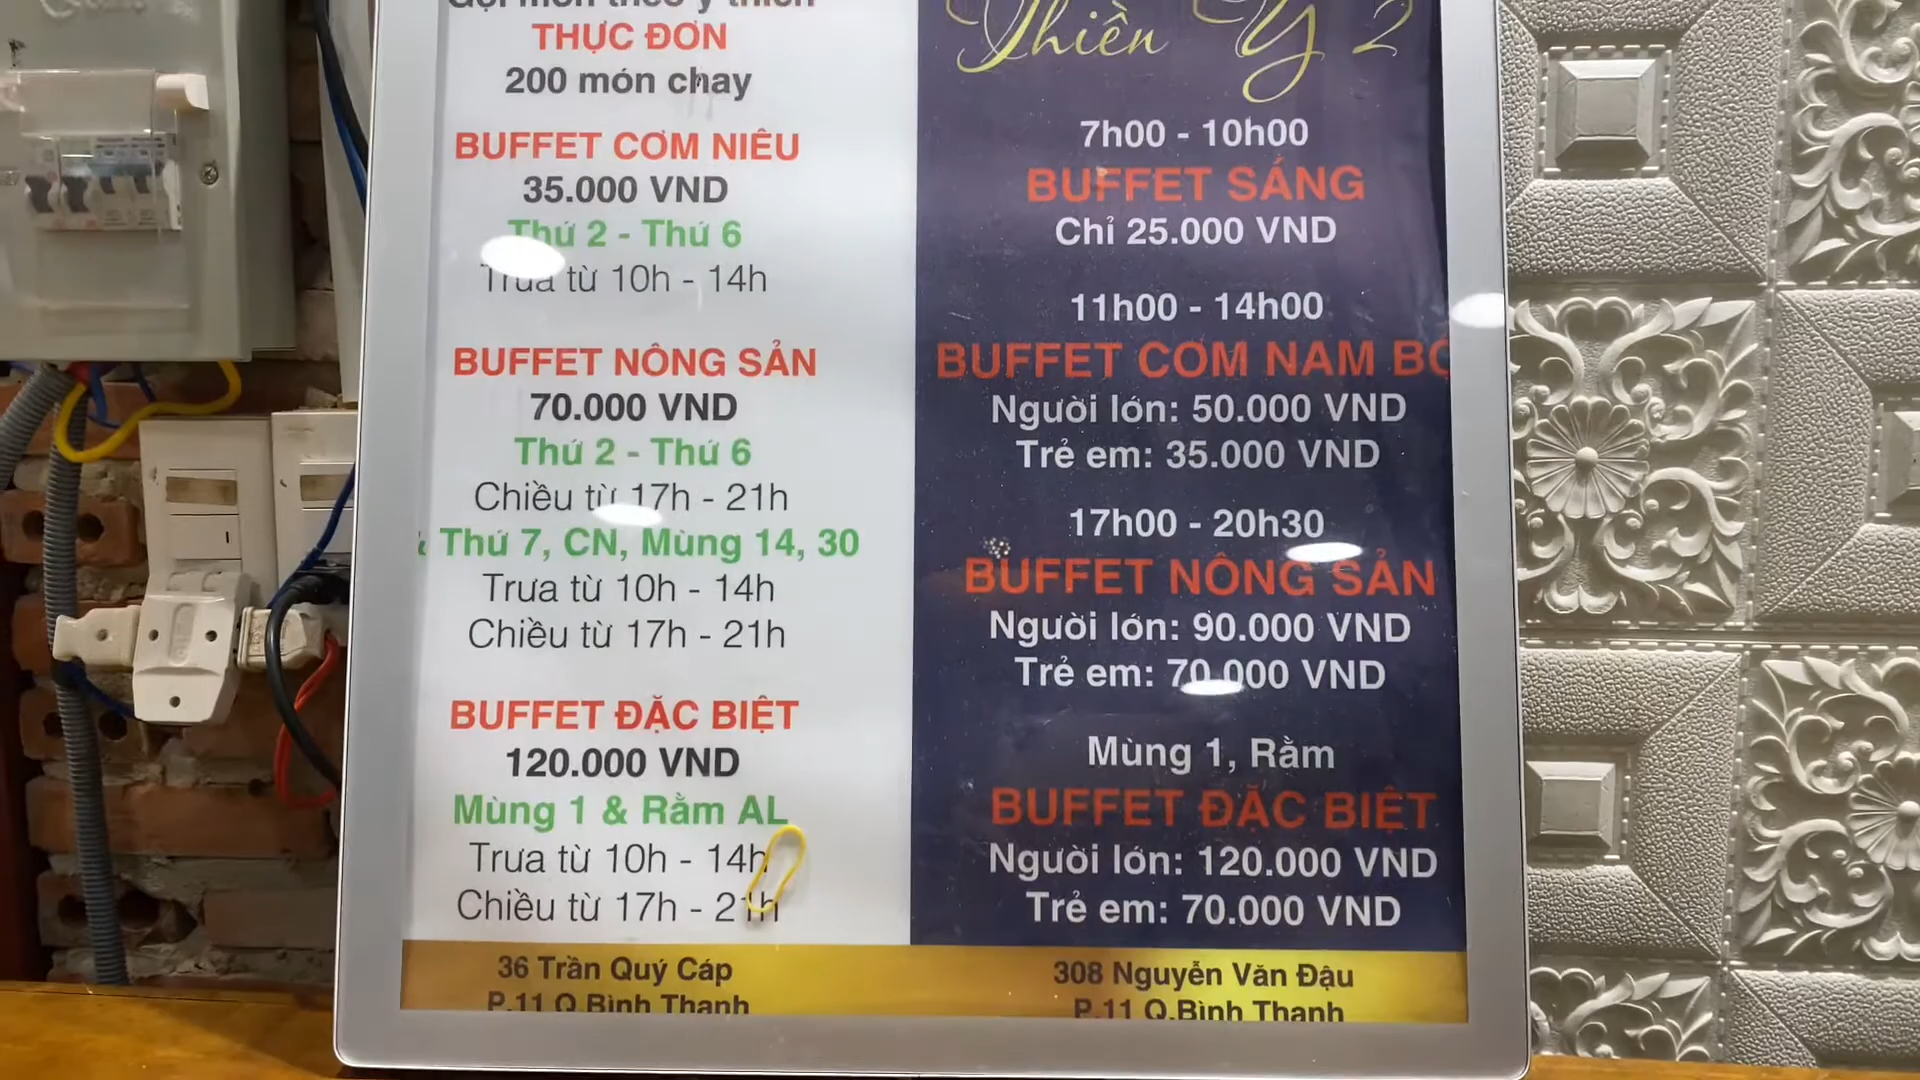 Gọi món theo ý thích
THỰC ĐƠN
200 món chay
BUFFET CƠM NIÊU
35.000 VND
Thứ 2 - Thứ 6
Trưa từ 10h - 14h
BUFFET NÔNG SẢN
70.000 VND
Thứ 2 - Thứ 6
Chiều từ 17h - 21h
& Thứ 7, CN, Mùng 14, 30
Trưa từ 10h - 14h
Chiều từ 17h - 21h
BUFFET ĐẶC BIỆT
120.000 VND
Mùng 1 & Rằm AL
Trưa từ 10h - 14h
Chiều từ 17h - 21h
36 Trần Quý Cáp
P.11 Q.Bình Thạnh
Thiền Ý 2
7h00 - 10h00
BUFFET SÁNG
Chỉ 25.000 VND
11h00 - 14h00
BUFFET CƠM NAM BỘ
Người lớn: 50.000 VND
Trẻ em: 35.000 VND
17h00 - 20h30
BUFFET NÔNG SẢN
Người lớn: 90.000 VND
Trẻ em: 70.000 VND
Mùng 1, Rằm
BUFFET ĐẶC BIỆT
Người lớn: 120.000 VND
Trẻ em: 70.000 VND
308 Nguyễn Văn Đậu
P.11 Q.Bình Thạnh